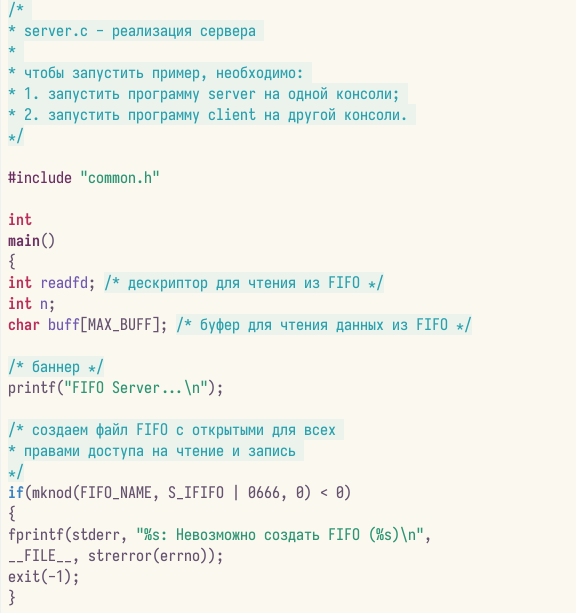 /*
* server.c - реализация сервера
*
* чтобы запустить пример, необходимо:
* 1. запустить программу server на одной консоли;
* 2. запустить программу client на другой консоли.
*/
#include "common.h"
int
main()
{
int readfd; /* дескриптор для чтения из FIFO */
int n;
char buff[MAX_BUFF]; /* буфер для чтения данных из FIFO */
/* баннер */
printf("FIFO Server...\n");
/* создаем файл FIFO с открытыми для всех
* правами доступа на чтение и запись
*/
if(mknod(FIFO_NAME, S_IFIFO | 0666, 0) < 0)
{
fprintf(stderr, "%s: Невозможно создать FIFO (%s)\n",
__FILE__, strerror(errno));
exit(-1);
}